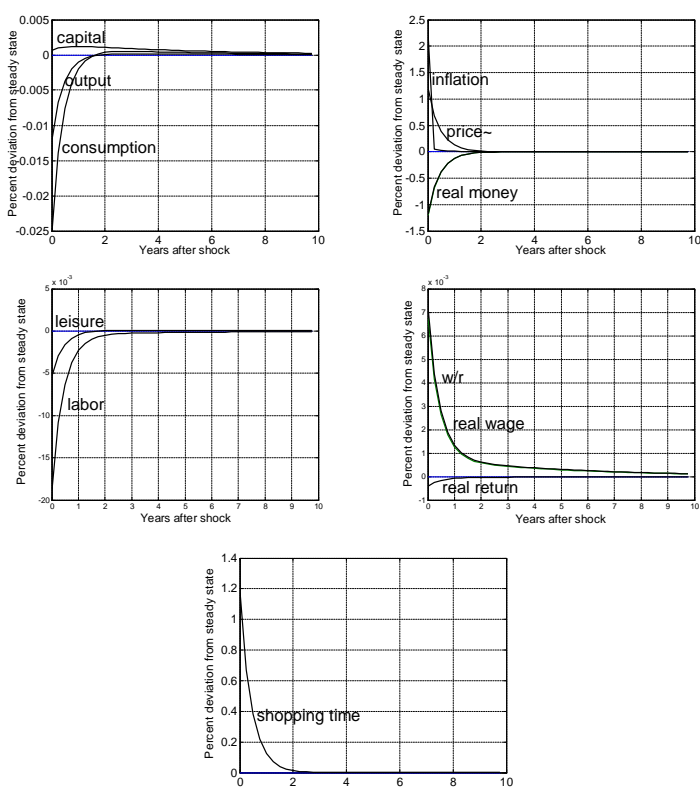 Percent deviation from steady state
0.005
0
-0.005
-0.01
-0.015
-0.02
-0.025
capital
output
consumption
0 2 4 6 8 10
Years after shock
Percent deviation from steady state
2.5
2
1.5
1
0.5
0
-0.5
-1
-1.5
inflation
price~
real money
0 2 4 6 8 10
Years after shock
Percent deviation from steady state
x 10-3
5
0
-5
-10
-15
-20
leisure
labor
0 1 2 3 4 5 6 7 8 9 10
Years after shock
Percent deviation from steady state
x 10-3
8
7
6
5
4
3
2
1
0
-1
w/r
real wage
real return
0 1 2 3 4 5 6 7 8 9 10
Years after shock
Percent deviation from steady state
1.4
1.2
1
0.8
0.6
0.4
0.2
0
shopping time
0 2 4 6 8 10